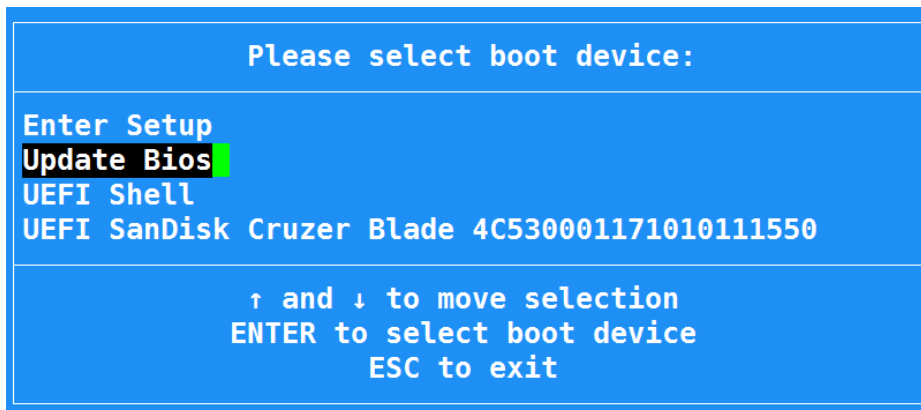 Please select boot device:
Enter Setup
Update Bios
UEFI Shell
UEFI SanDisk Cruzer Blade 4C530001171010111550
↑ and ↓ to move selection
ENTER to select boot device
ESC to exit